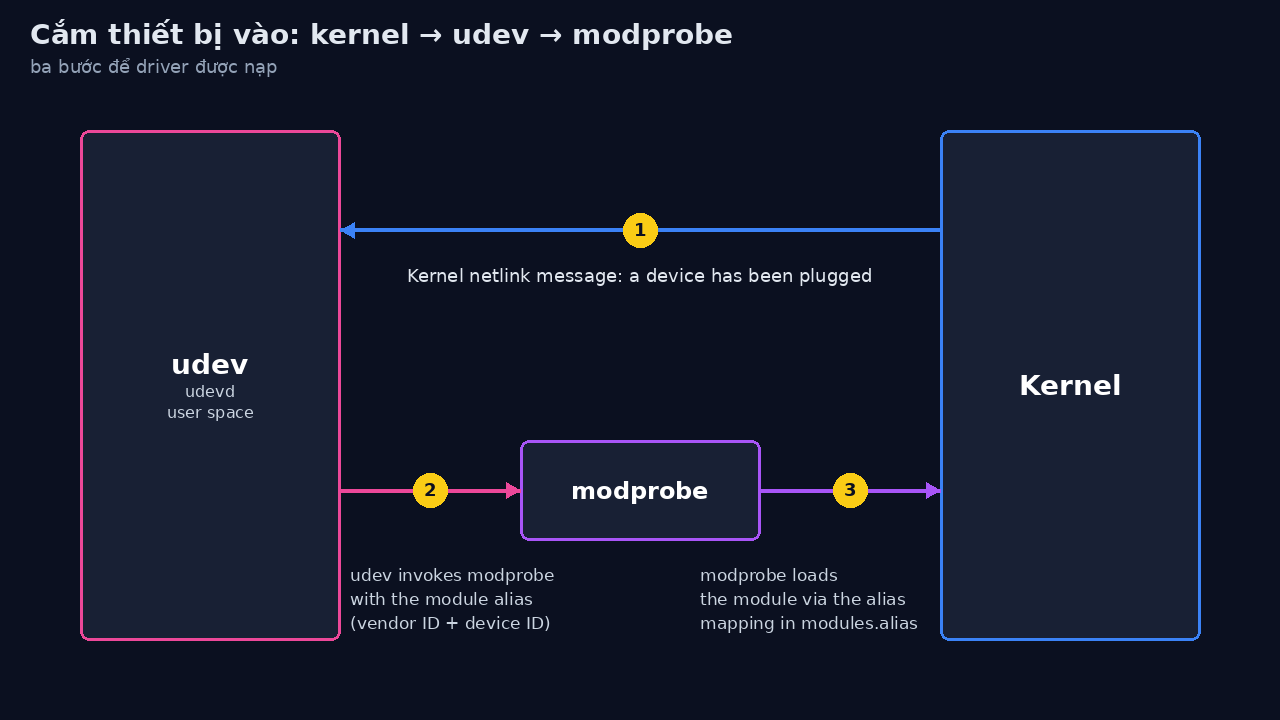 Cắm thiết bị vào: kernel → udev → modprobe
ba bước để driver được nạp
1
Kernel netlink message: a device has been plugged
udev
udevd
user space
Kernel
2
modprobe
3
udev invokes modprobe
with the module alias
(vendor ID + device ID)
modprobe loads
the module via the alias
mapping in modules.alias